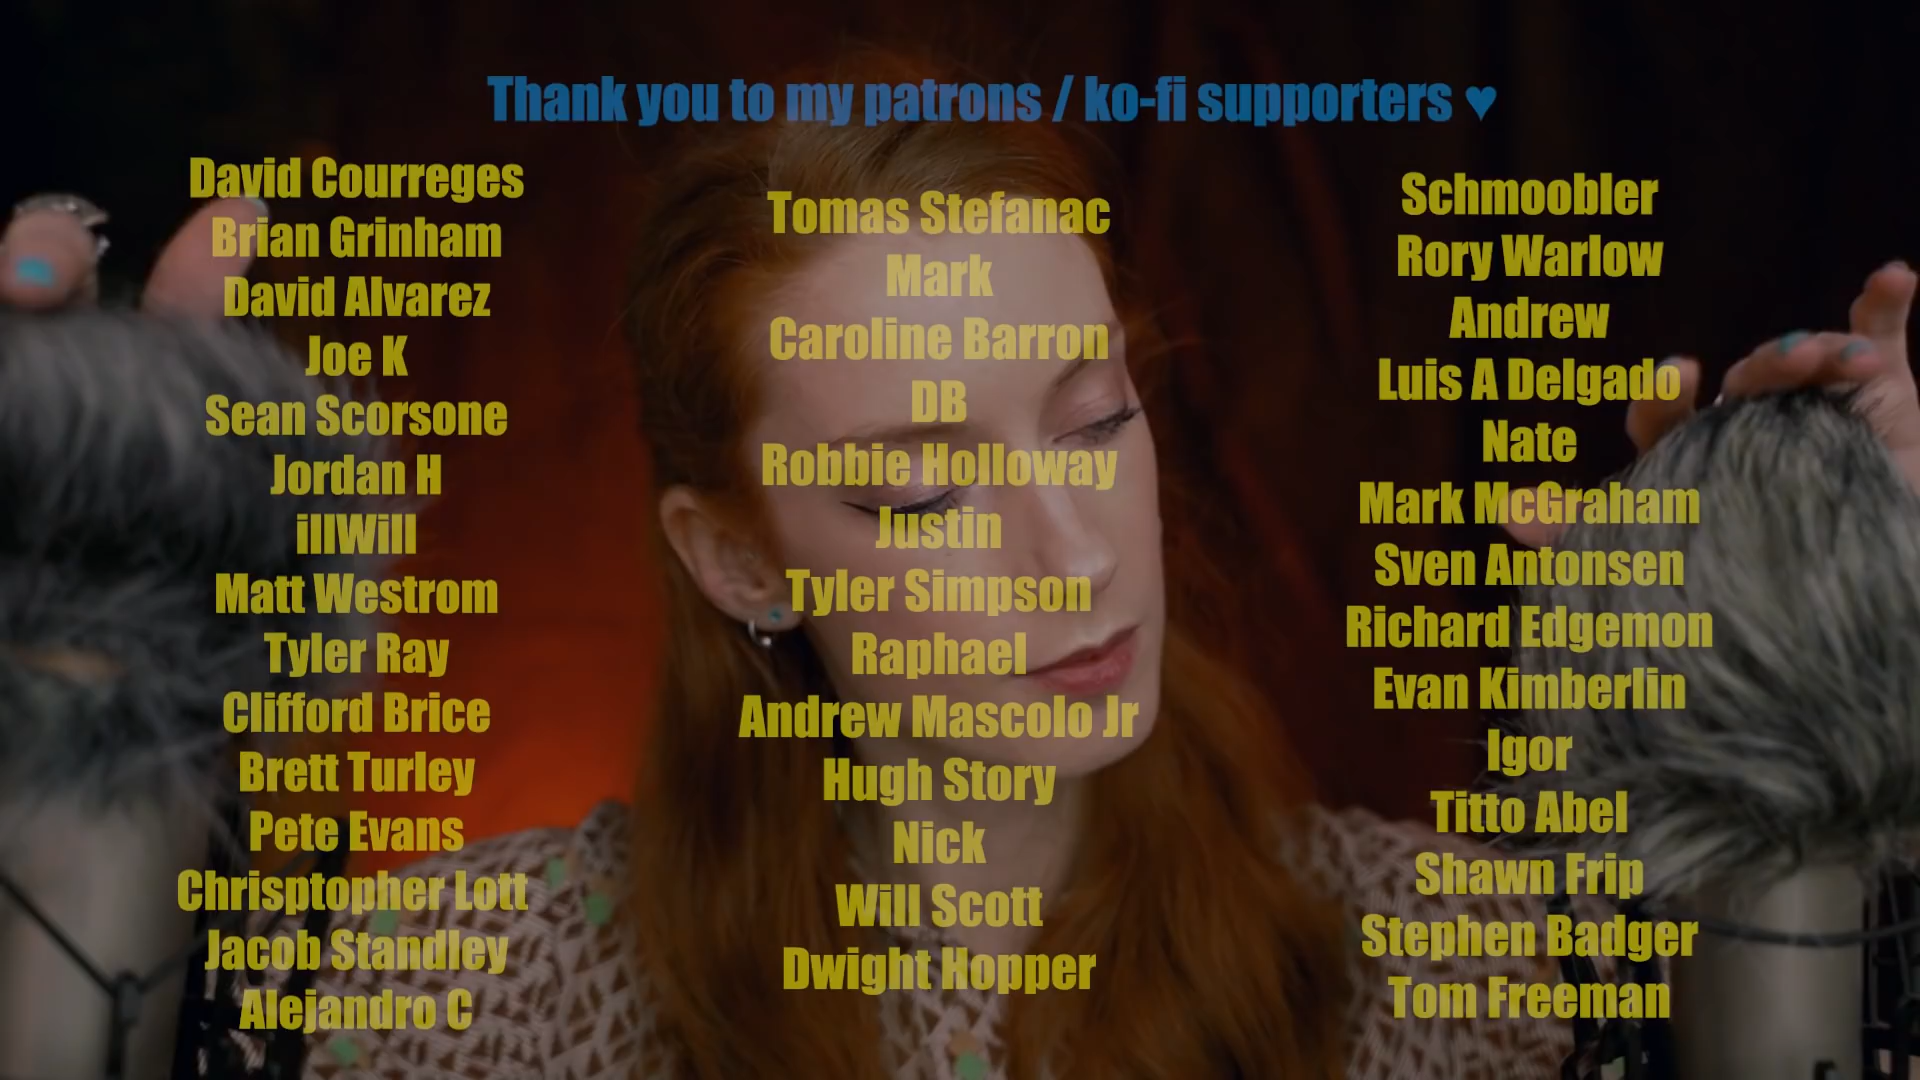 Thank you to my patrons / ko-fi supporters ♥
David Courreges
Brian Grinham
David Alvarez
Joe K
Sean Scorsone
Jordan H
illWill
Matt Westrom
Tyler Ray
Clifford Brice
Brett Turley
Pete Evans
Chrisptopher Lott
Jacob Standley
Alejandro C
Tomas Stefanac
Mark
Caroline Barron
DB
Robbie Holloway
Justin
Tyler Simpson
Raphael
Andrew Mascolo Jr
Hugh Story
Nick
Will Scott
Dwight Hopper
Schmoobler
Rory Warlow
Andrew
Luis A Delgado
Nate
Mark McGraham
Sven Antonsen
Richard Edgemon
Evan Kimberlin
Igor
Titto Abel
Shawn Frip
Stephen Badger
Tom Freeman